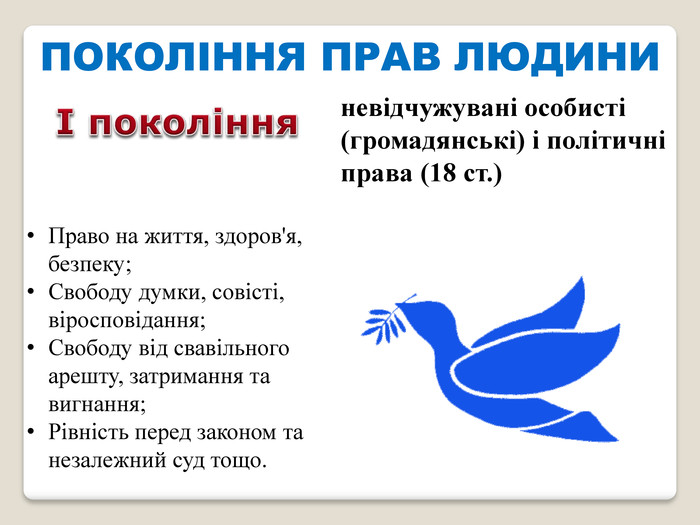 ПОКОЛІННЯ ПРАВ ЛЮДИНИ
І покоління
невідчужувані особисті
(громадянські) і політичні
права (18 ст.)
• Право на життя, здоров'я,
безпеку;
• Свободу думки, совісті,
віросповідання;
• Свободу від свавільного
арешту, затримання та
вигнання;
• Рівність перед законом та
незалежний суд тощо.